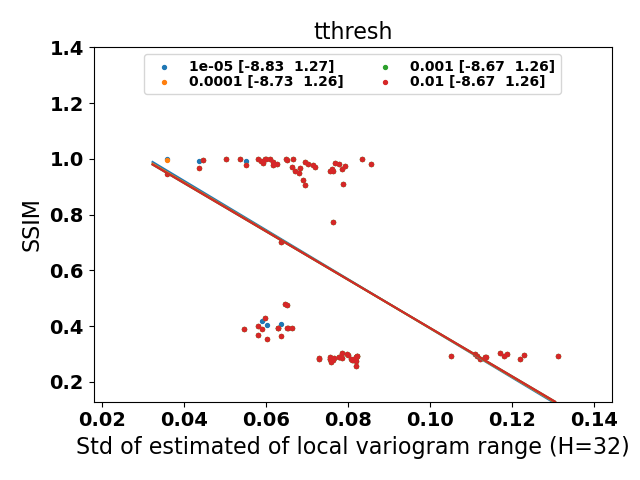 tthresh
1e-05 [-8.83  1.27]
0.0001 [-8.73  1.26]
0.001 [-8.67  1.26]
0.01 [-8.67  1.26]
SSIM
1.4
1.2
1.0
0.8
0.6
0.4
0.2
0.02 0.04 0.06 0.08 0.10 0.12 0.14
Std of estimated of local variogram range (H=32)